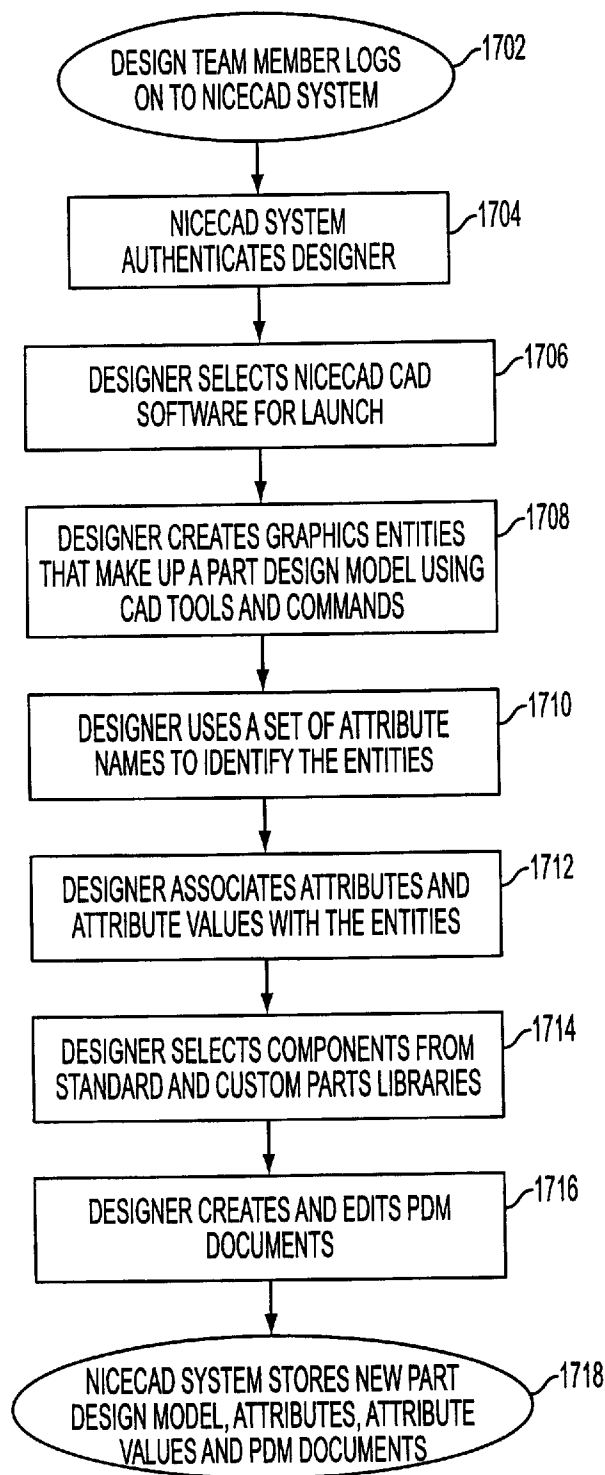 DESIGN TEAM MEMBER LOGS
ON TO NICECAD SYSTEM
1702
NICECAD SYSTEM
AUTHENTICATES DESIGNER
1704
DESIGNER SELECTS NICECAD CAD
SOFTWARE FOR LAUNCH
1706
DESIGNER CREATES GRAPHICS ENTITIES
THAT MAKE UP A PART DESIGN MODEL USING
CAD TOOLS AND COMMANDS
1708
DESIGNER USES A SET OF ATTRIBUTE
NAMES TO IDENTIFY THE ENTITIES
1710
DESIGNER ASSOCIATES ATTRIBUTES AND
ATTRIBUTE VALUES WITH THE ENTITIES
1712
DESIGNER SELECTS COMPONENTS FROM
STANDARD AND CUSTOM PARTS LIBRARIES
1714
DESIGNER CREATES AND EDITS PDM
DOCUMENTS
1716
NICECAD SYSTEM STORES NEW PART
DESIGN MODEL, ATTRIBUTES, ATTRIBUTE
VALUES AND PDM DOCUMENTS
1718